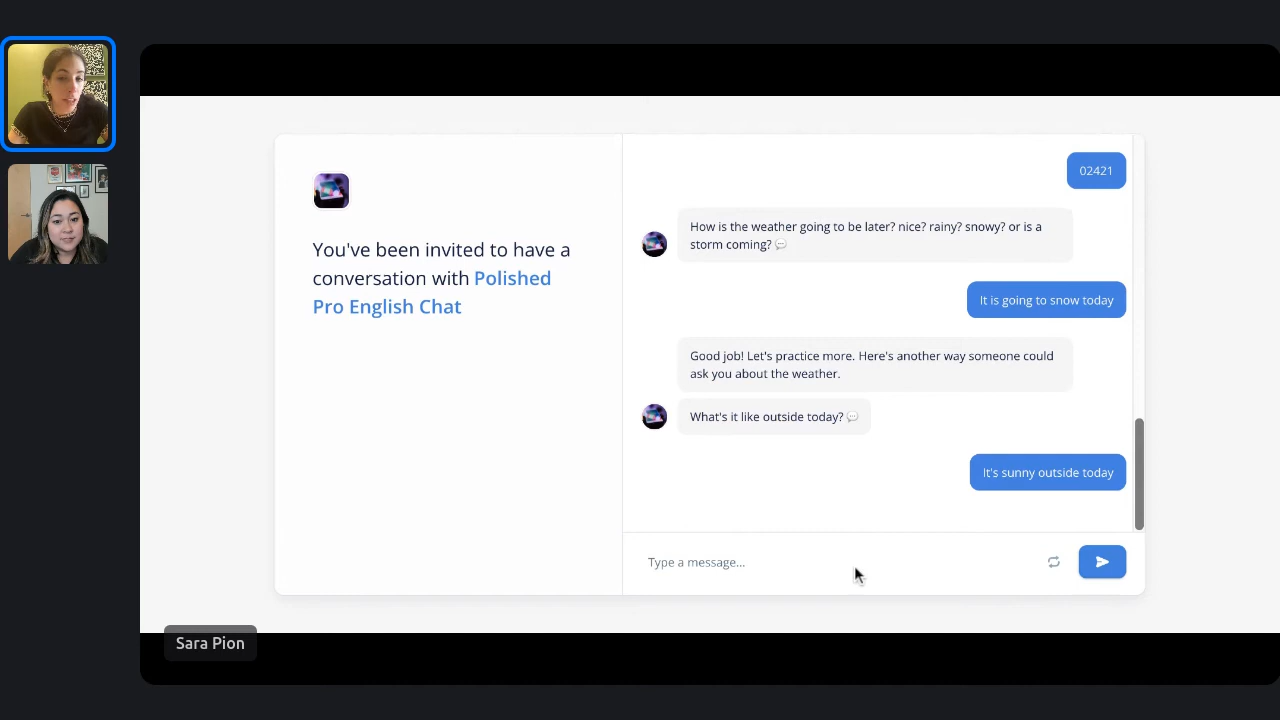 You've been invited to have a
conversation with Polished
Pro English Chat
02421
How is the weather going to be later? nice? rainy? snowy? or is a
storm coming? 💬
It is going to snow today
Good job! Let's practice more. Here's another way someone could
ask you about the weather.
What's it like outside today? 💬
It's sunny outside today
Type a message...
Sara Pion